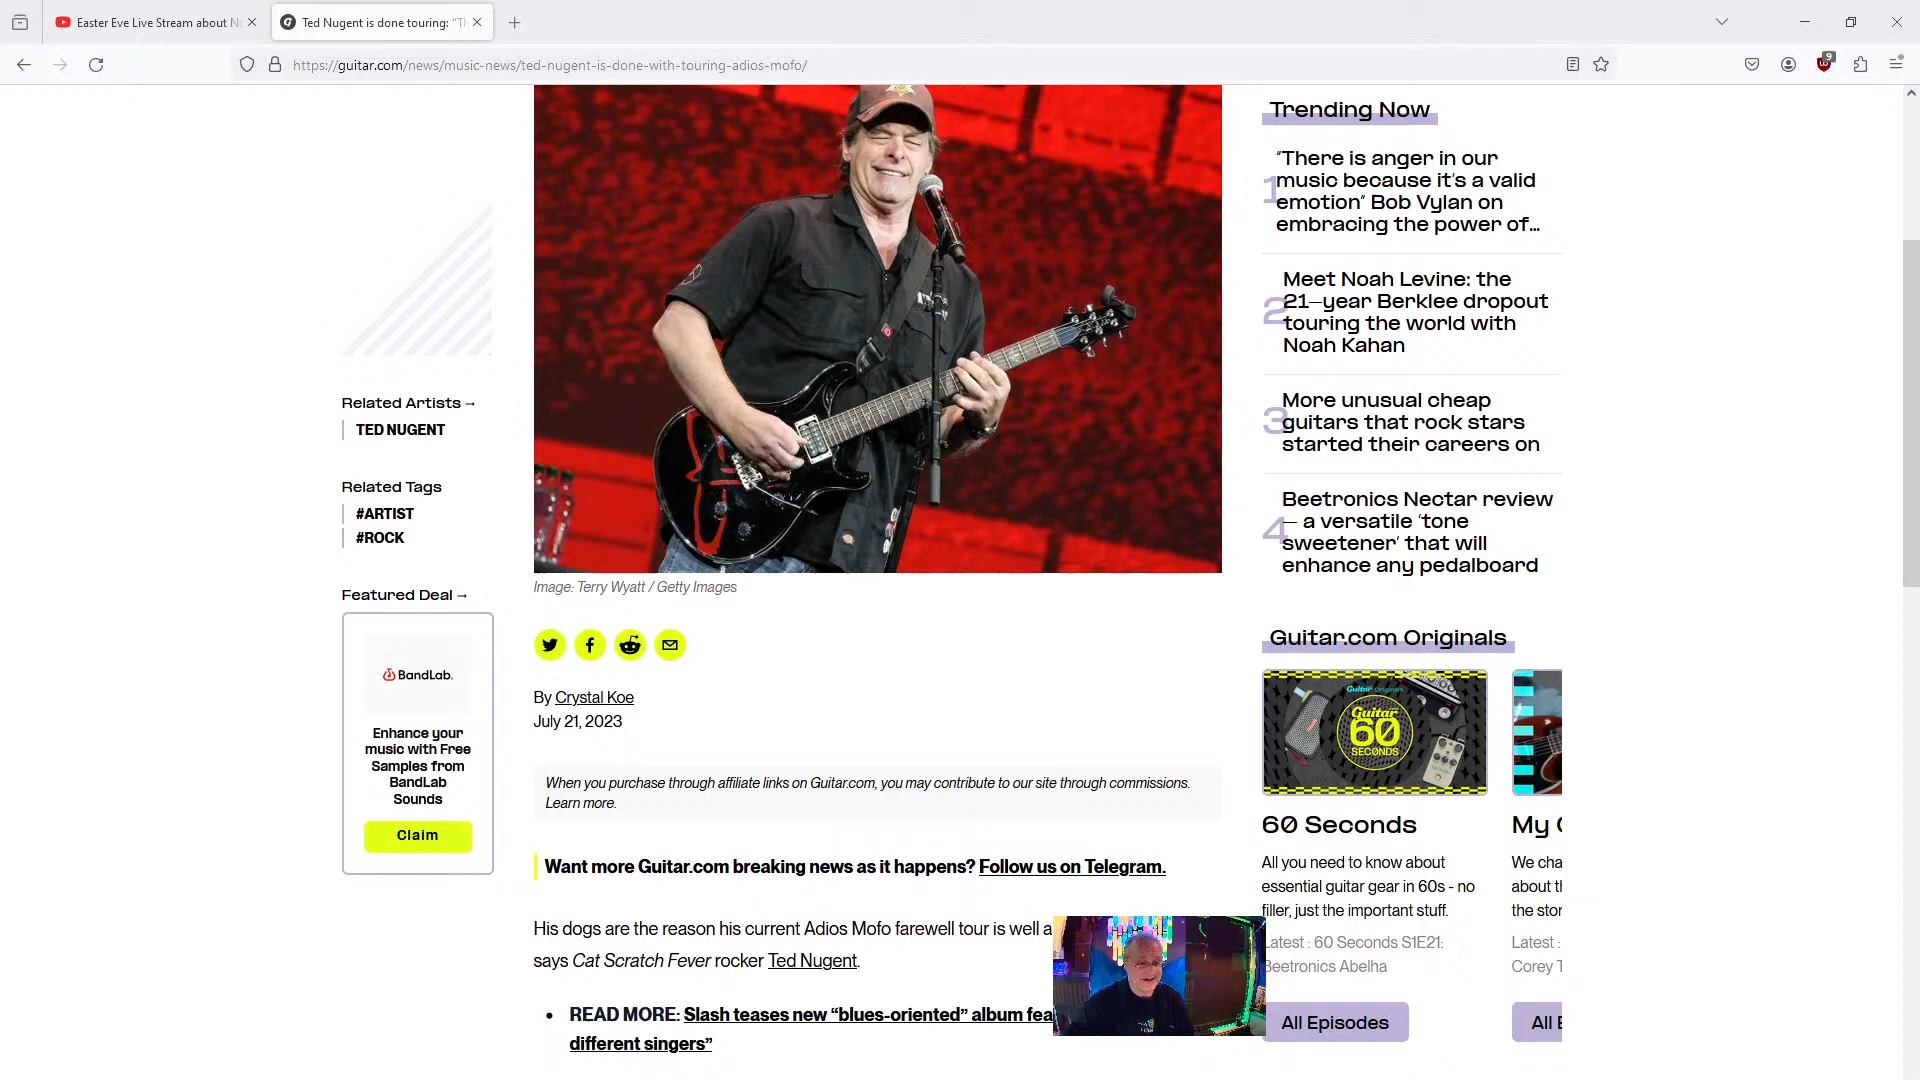 Easter Eve Live Stream about No
Ted Nugent is done touring: “Th
https://guitar.com/news/music-news/ted-nugent-is-done-with-touring-adios-mofo/
9
Related Artists →
TED NUGENT
Related Tags
#ARTIST
#ROCK
Featured Deal →
BandLab.
Enhance your
music with Free
Samples from
BandLab
Sounds
Claim
Image: Terry Wyatt / Getty Images
By Crystal Koe
July 21, 2023
When you purchase through affiliate links on Guitar.com, you may contribute to our site through commissions.
Learn more.
Want more Guitar.com breaking news as it happens? Follow us on Telegram.
His dogs are the reason his current Adios Mofo farewell tour is well a
says Cat Scratch Fever rocker Ted Nugent.
• READ MORE: Slash teases new “blues-oriented” album fea
different singers”
Trending Now
1
“There is anger in our
music because it’s a valid
emotion” Bob Vylan on
embracing the power of…
2
Meet Noah Levine: the
21–year Berklee dropout
touring the world with
Noah Kahan
3
More unusual cheap
guitars that rock stars
started their careers on
4
Beetronics Nectar review
– a versatile ‘tone
sweetener’ that will
enhance any pedalboard
Guitar.com Originals
Guitar Originals
Guitar
60
SECONDS
60 Seconds
All you need to know about
essential guitar gear in 60s - no
filler, just the important stuff.
Latest : 60 Seconds S1E21:
Beetronics Abelha
All Episodes
My
We cha
about th
the stor
Latest :
Corey T
All E